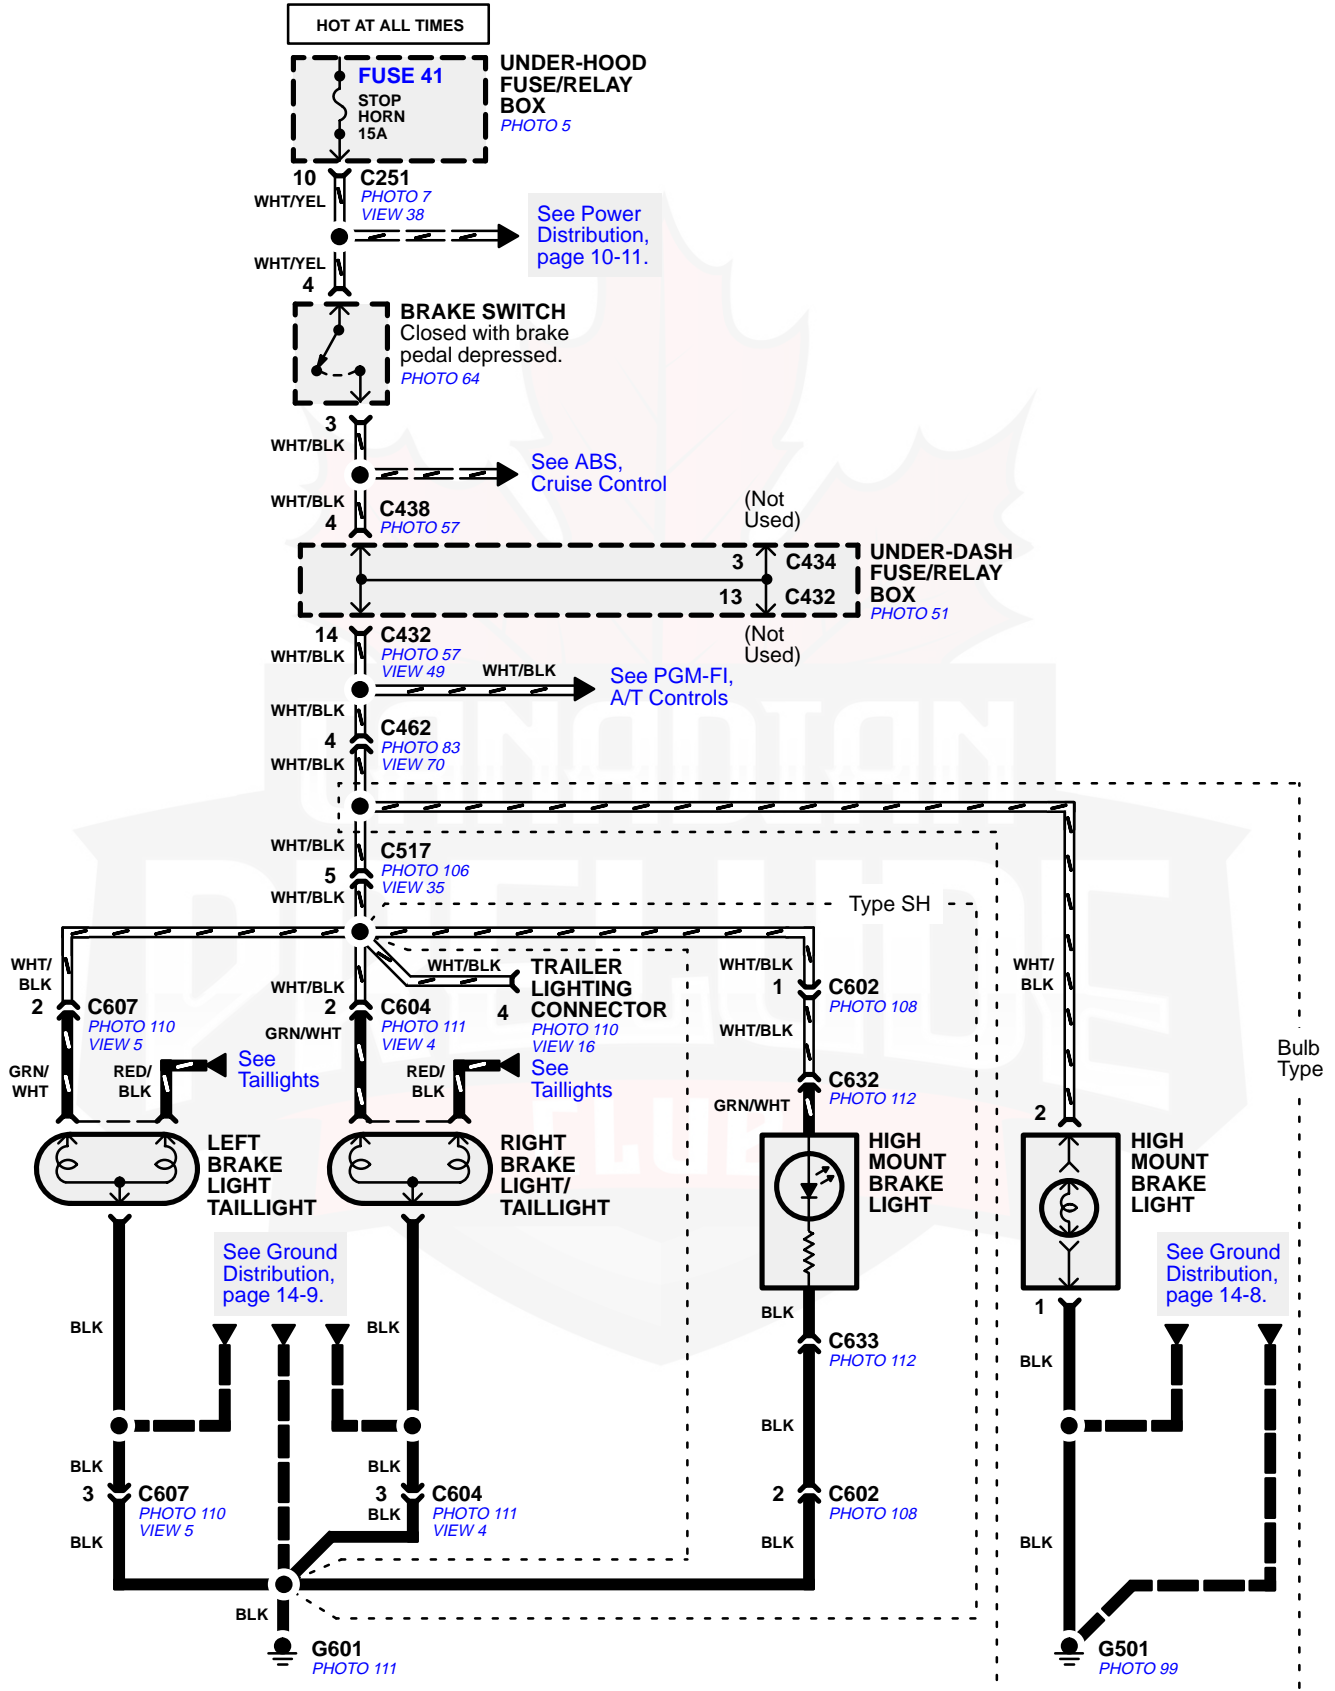 HOT AT ALL TIMES
FUSE 41
STOP
HORN
15A
UNDER-HOOD
FUSE/RELAY
BOX
PHOTO 5
10
C251
WHT/YEL
PHOTO 7
VIEW 38
See Power
Distribution,
page 10-11.
WHT/YEL
4
BRAKE SWITCH
Closed with brake
pedal depressed.
PHOTO 64
3
WHT/BLK
See ABS,
Cruise Control
WHT/BLK
4
C438
PHOTO 57
(Not
Used)
3
C434
13
C432
UNDER-DASH
FUSE/RELAY
BOX
PHOTO 51
(Not
Used)
14
C432
WHT/BLK
PHOTO 57
VIEW 49
WHT/BLK
See PGM-FI,
A/T Controls
WHT/BLK
4
C462
PHOTO 83
VIEW 70
WHT/BLK
CANADIAN
PRELUDE
CLUB
WHT/BLK
C517
PHOTO 106
VIEW 35
5
WHT/BLK
Type SH
WHT/
BLK
2
C607
PHOTO 110
VIEW 5
WHT/BLK
2
C604
PHOTO 111
VIEW 4
WHT/BLK
4
TRAILER
LIGHTING
CONNECTOR
PHOTO 110
VIEW 16
WHT/BLK
1
C602
PHOTO 108
WHT/BLK
WHT/
BLK
Bulb
Type
GRN/
WHT
RED/
BLK
See
Taillights
GRN/WHT
RED/
BLK
See
Taillights
C632
PHOTO 112
GRN/WHT
2
LEFT
BRAKE
LIGHT
TAILLIGHT
RIGHT
BRAKE
LIGHT/
TAILLIGHT
HIGH
MOUNT
BRAKE
LIGHT
HIGH
MOUNT
BRAKE
LIGHT
See Ground
Distribution,
page 14-9.
See Ground
Distribution,
page 14-8.
BLK
BLK
BLK
C633
PHOTO 112
1
BLK
BLK
BLK
BLK
3
C607
PHOTO 110
VIEW 5
3
BLK
C604
PHOTO 111
VIEW 4
2
C602
PHOTO 108
BLK
BLK
BLK
BLK
G601
PHOTO 111
G501
PHOTO 99